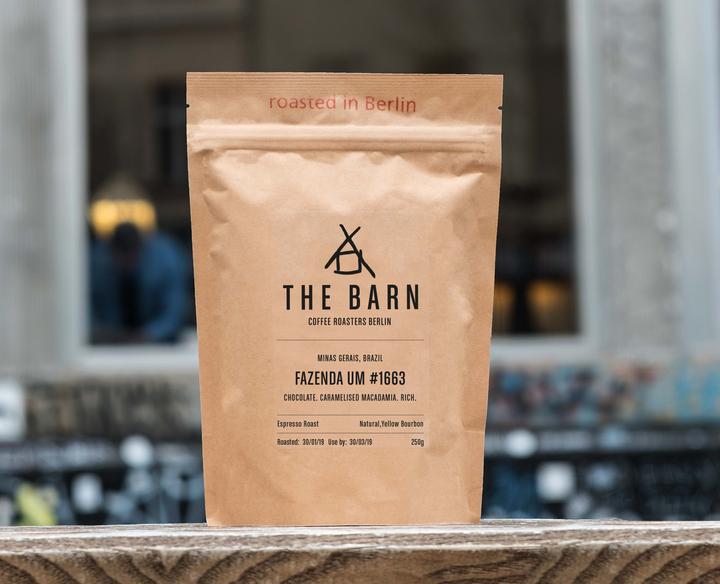 roasted in Berlin
THE BARN
COFFEE ROASTERS BERLIN
MINAS GERAIS, BRAZIL
FAZENDA UM #1663
CHOCOLATE. CARAMELISED MACADAMIA. RICH.
Espresso Roast Natural,Yellow Bourbon
Roasted: 30/01/19 Use by: 30/03/19 250g